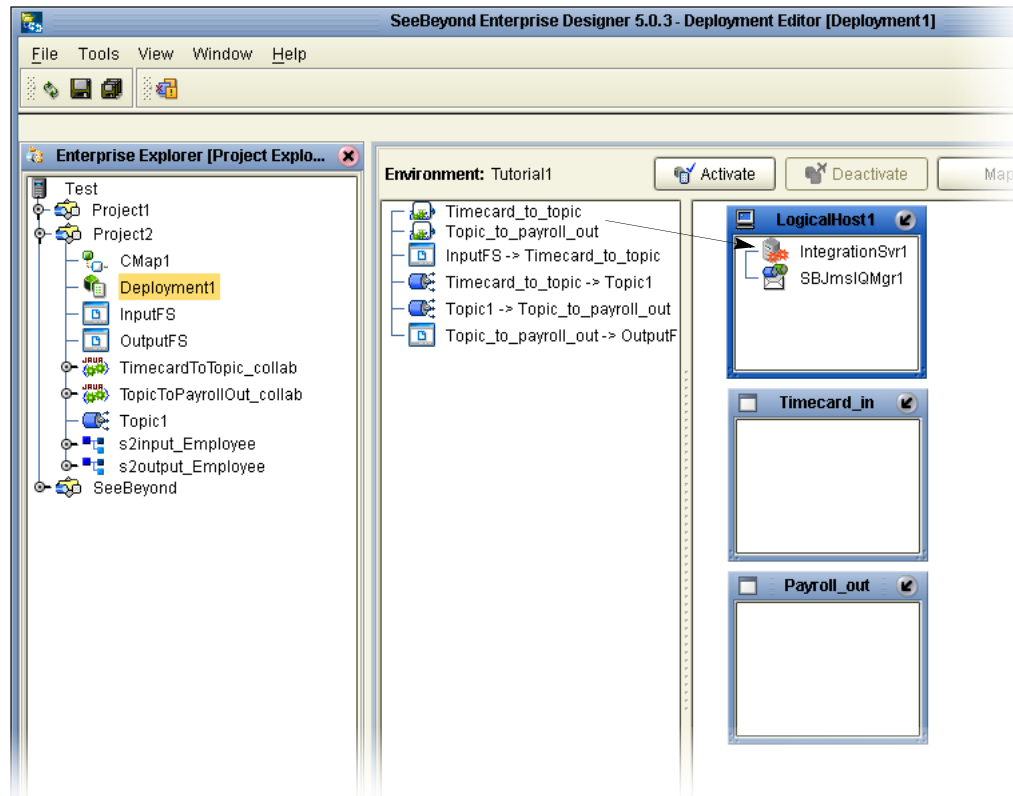 SeeBeyond Enterprise Designer 5.0.3 - Deployment Editor [Deployment1]
File Tools View Window Help
Enterprise Explorer [Project Explo...
Test
Project1
Project2
CMap1
Deployment1
InputFS
OutputFS
JAVA TimecardToTopic_collab
JAVA TopicToPayrollOut_collab
Topic1
s2input_Employee
s2output_Employee
SeeBeyond
Environment: Tutorial1
Activate
Deactivate
Map
Timecard_to_topic
Topic_to_payroll_out
InputFS -> Timecard_to_topic
Timecard_to_topic -> Topic1
Topic1 -> Topic_to_payroll_out
Topic_to_payroll_out -> OutputF
LogicalHost1
IntegrationSvr1
SBJmsIQMgr1
Timecard_in
Payroll_out